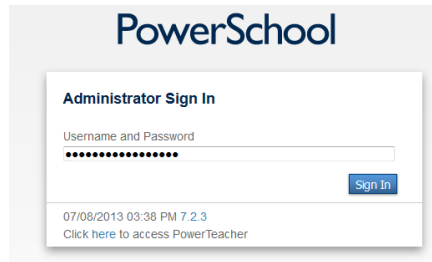 PowerSchool
Administrator Sign In
Username and Password
●●●●●●●●●●●●●●●●●
Sign In
07/08/2013 03:38 PM 7.2.3
Click here to access PowerTeacher